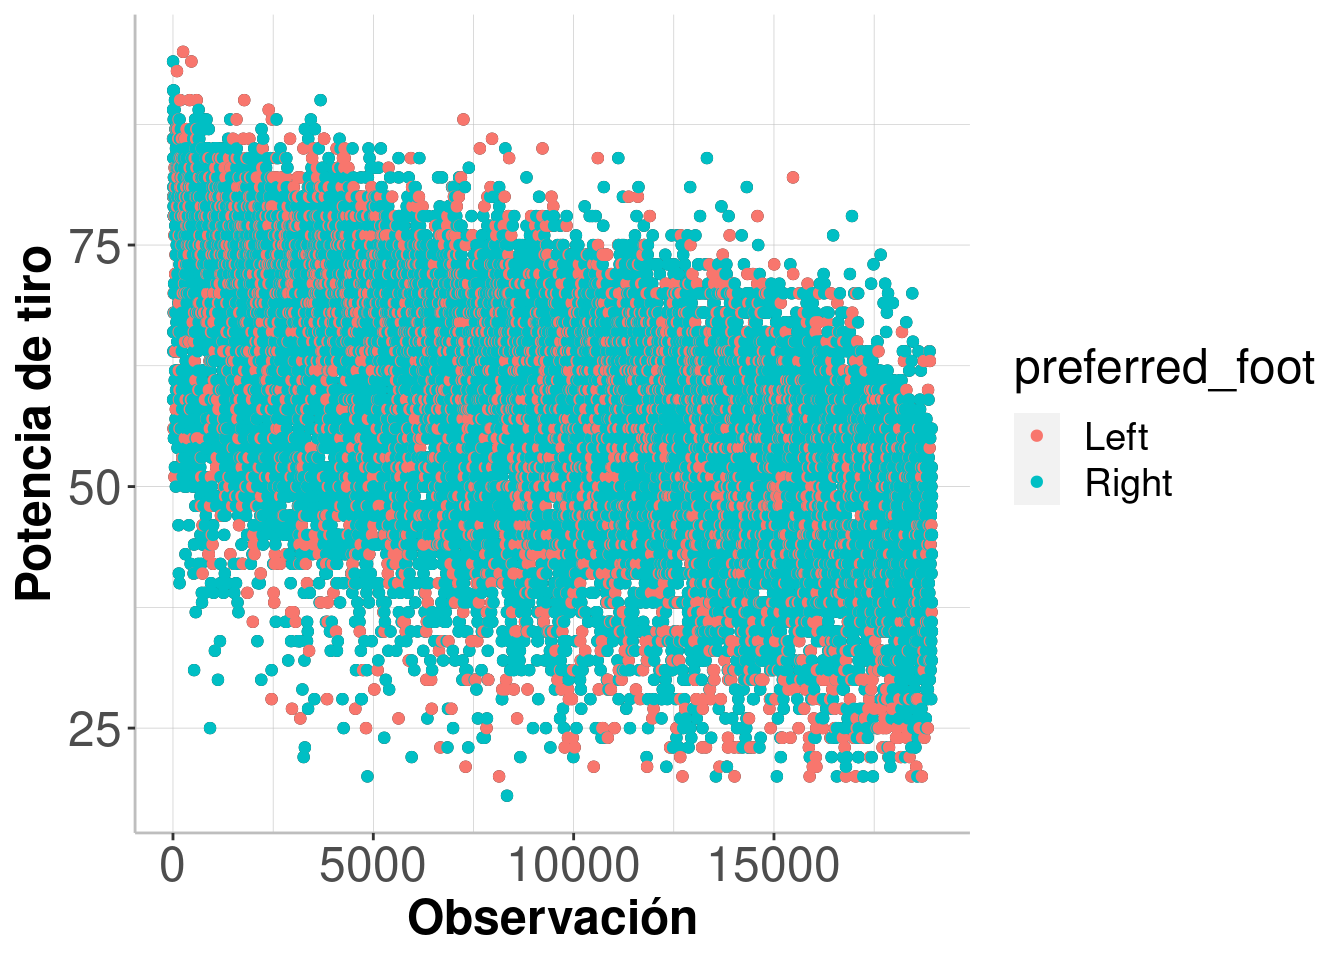 Potencia de tiro
75
50
25
0 5000 10000 15000
Observación
preferred_foot
Left
Right